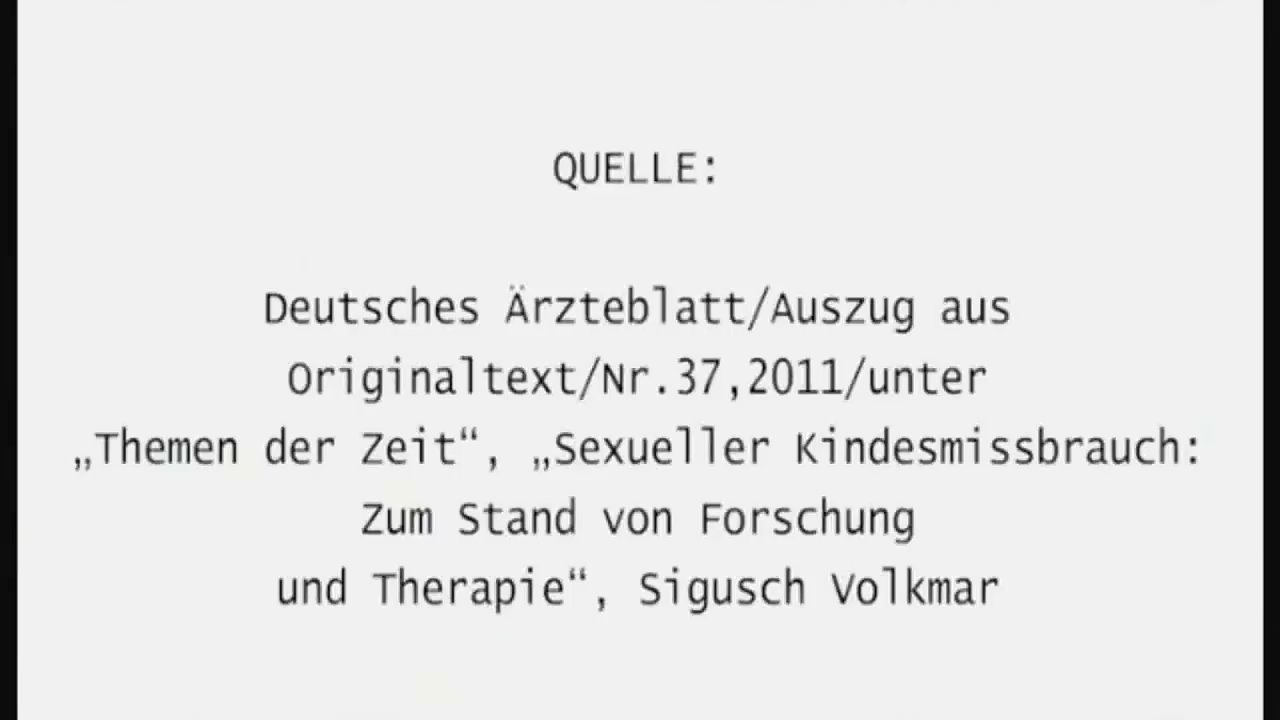 QUELLE:
Deutsches Ärzteblatt/Auszug aus
Originaltext/Nr.37,2011/unter
„Themen der Zeit“, „Sexueller Kindesmissbrauch:
Zum Stand von Forschung
und Therapie“, Sigusch Volkmar